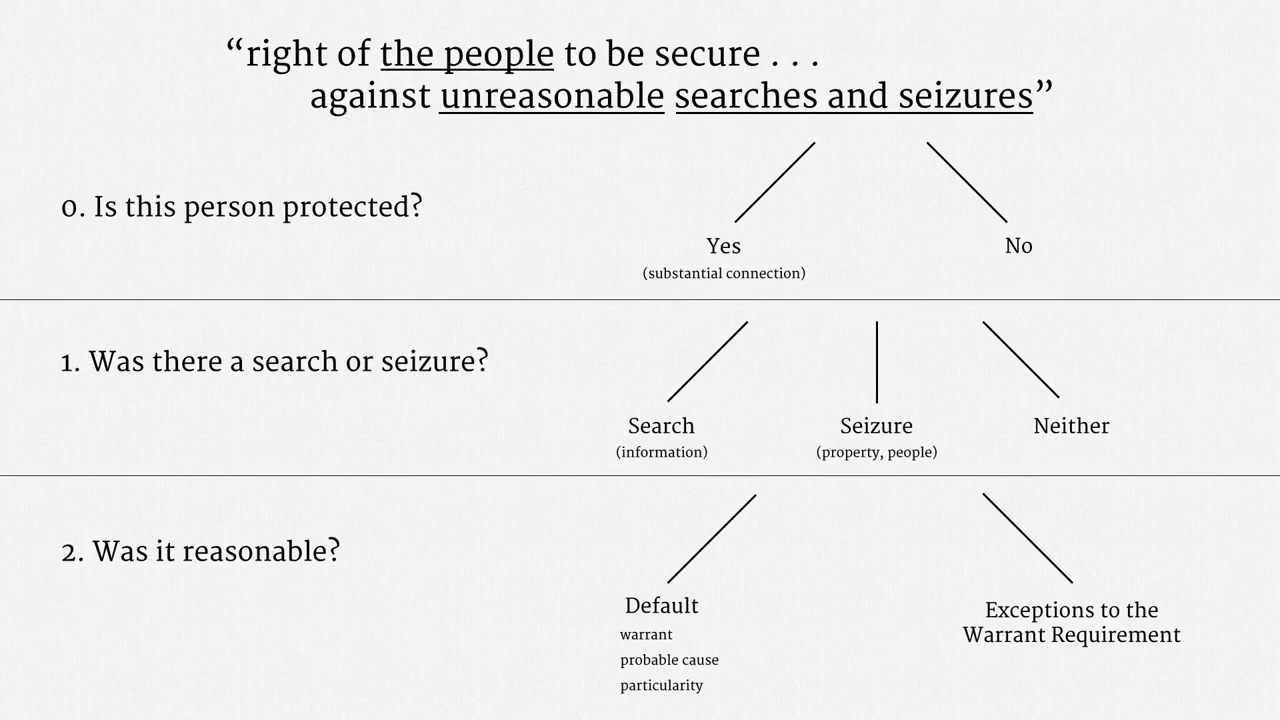 “right of the people to be secure . . .
against unreasonable searches and seizures”
0. Is this person protected?
Yes
(substantial connection)
No
1. Was there a search or seizure?
Search
(information)
Seizure
(property, people)
Neither
2. Was it reasonable?
Default
warrant
probable cause
particularity
Exceptions to the
Warrant Requirement